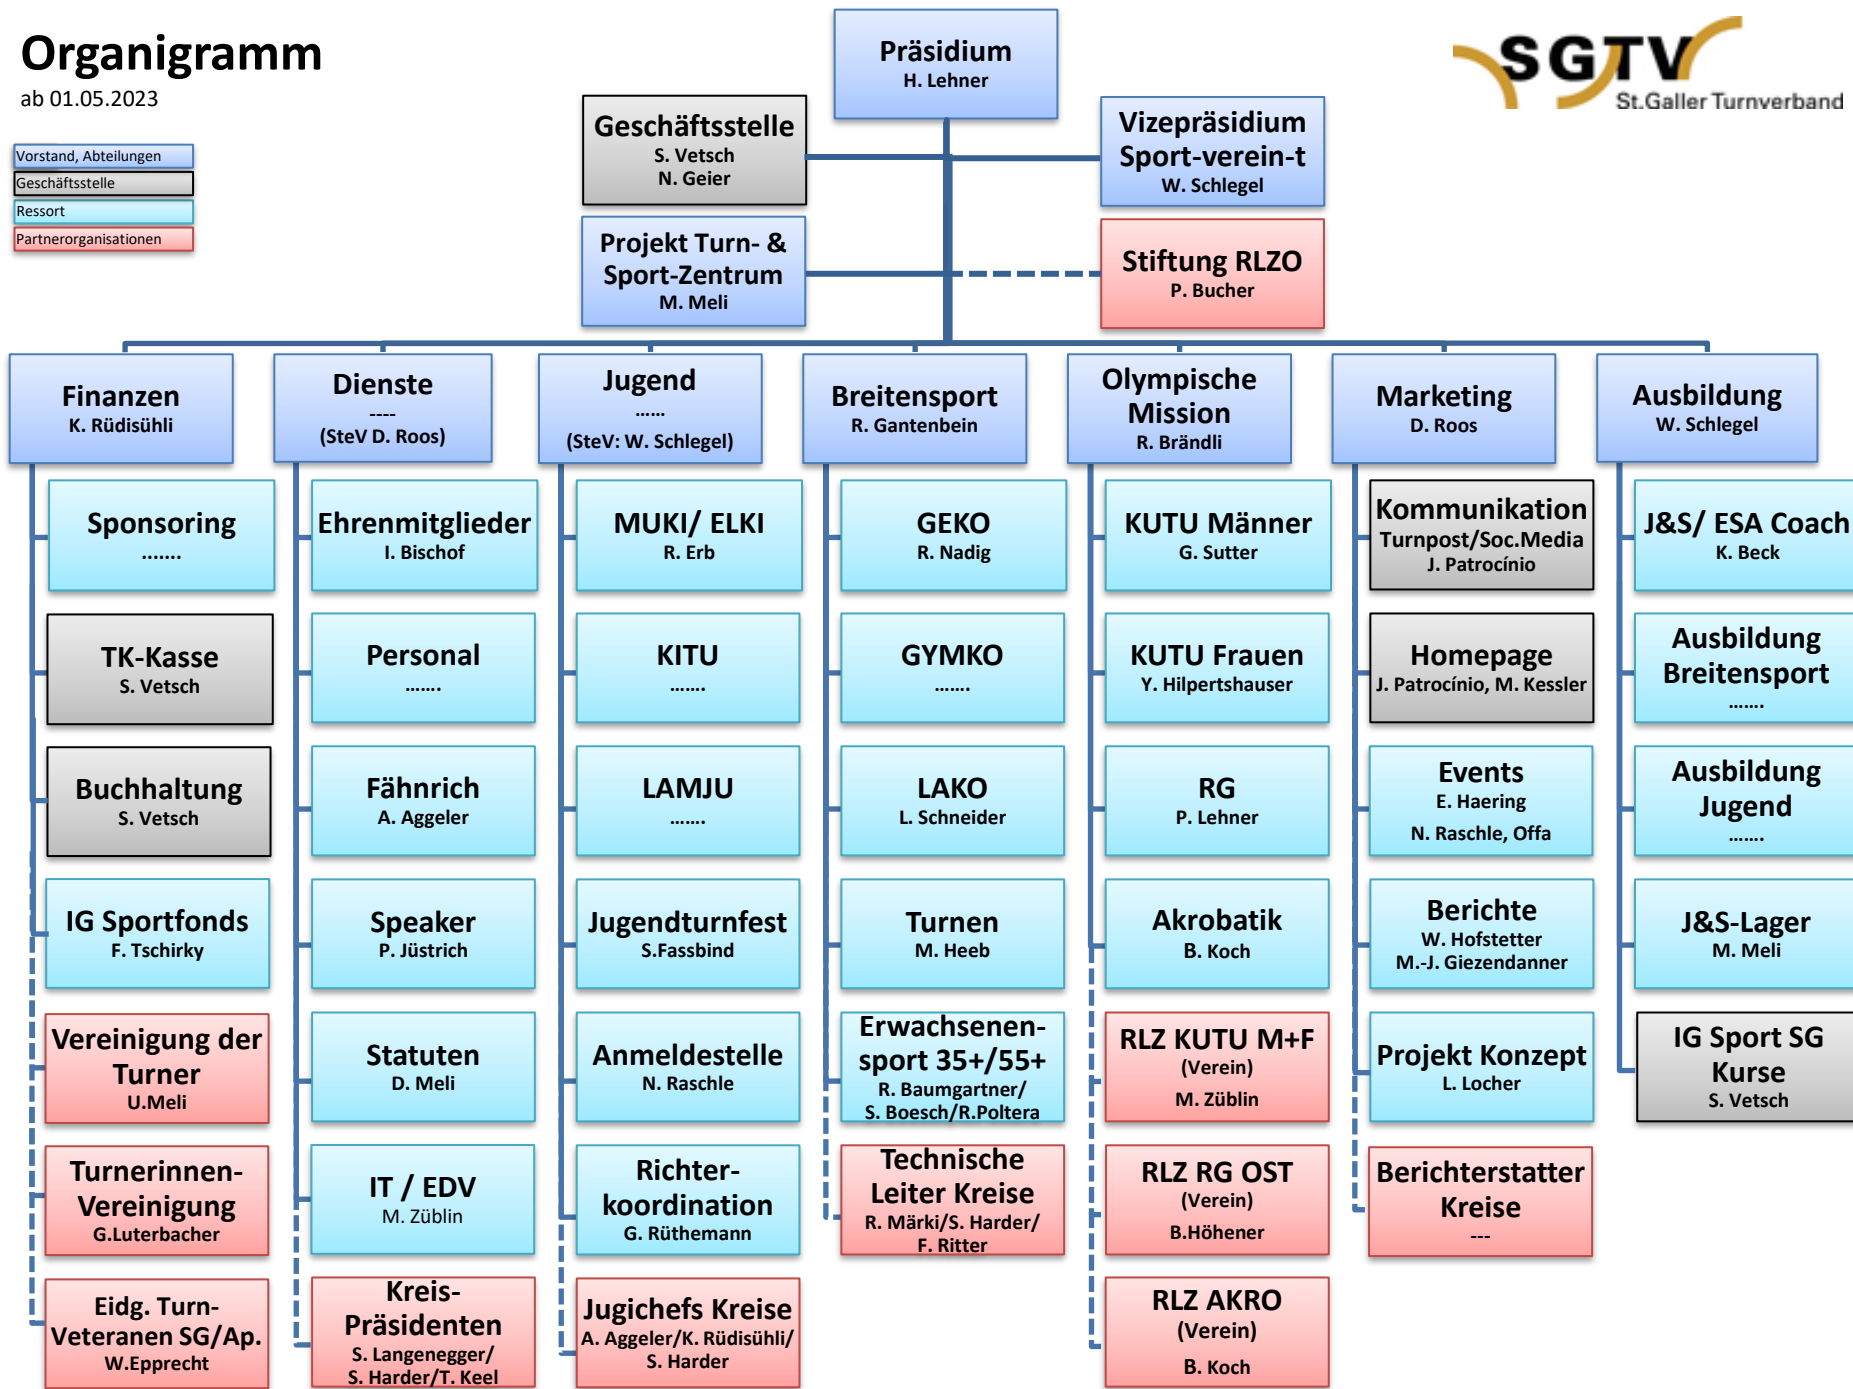 Organigramm
ab 01.05.2023
Vorstand, Abteilungen
Geschäftsstelle
Ressort
Partnerorganisationen
SGTV
St.Galler Turnverband
Präsidium
H. Lehner
Geschäftsstelle
S. Vetsch
N. Geier
Vizepräsidium
Sport-verein-t
W. Schlegel
Projekt Turn- &
Sport-Zentrum
M. Meli
Stiftung RLZO
P. Bucher
Finanzen
K. Rüdisühli
Sponsoring
.......
TK-Kasse
S. Vetsch
Buchhaltung
S. Vetsch
IG Sportfonds
F. Tschirky
Vereinigung der
Turner
U.Meli
Turnerinnen-
Vereinigung
G.Luterbacher
Eidg. Turn-
Veteranen SG/Ap.
W.Epprecht
Dienste
----
(SteV D. Roos)
Ehrenmitglieder
I. Bischof
Personal
.......
Fähnrich
A. Aggeler
Speaker
P. Jüstrich
Statuten
D. Meli
IT / EDV
M. Züblin
Kreis-
Präsidenten
S. Langenegger/
S. Harder/T. Keel
Jugend
......
(SteV: W. Schlegel)
MUKI/ ELKI
R. Erb
KITU
.......
LAMJU
.......
Jugendturnfest
S.Fassbind
Anmeldestelle
N. Raschle
Richter-
koordination
G. Rüthemann
Jugichefs Kreise
A. Aggeler/K. Rüdisühli/
S. Harder
Breitensport
R. Gantenbein
GEKO
R. Nadig
GYMKO
.......
LAKO
L. Schneider
Turnen
M. Heeb
Erwachsenen-
sport 35+/55+
R. Baumgartner/
S. Boesch/R.Poltera
Technische
Leiter Kreise
R. Märki/S. Harder/
F. Ritter
Olympische
Mission
R. Brändli
KUTU Männer
G. Sutter
KUTU Frauen
Y. Hilpertshauser
RG
P. Lehner
Akrobatik
B. Koch
RLZ KUTU M+F
(Verein)
M. Züblin
RLZ RG OST
(Verein)
B.Höhener
RLZ AKRO
(Verein)
B. Koch
Marketing
D. Roos
Kommunikation
Turnpost/Soc.Media
J. Patrocínio
Homepage
J. Patrocínio, M. Kessler
Events
E. Haering
N. Raschle, Offa
Berichte
W. Hofstetter
M.-J. Giezendanner
Projekt Konzept
L. Locher
Berichterstatter
Kreise
---
Ausbildung
W. Schlegel
J&S/ ESA Coach
K. Beck
Ausbildung
Breitensport
.......
Ausbildung
Jugend
.......
J&S-Lager
M. Meli
IG Sport SG
Kurse
S. Vetsch